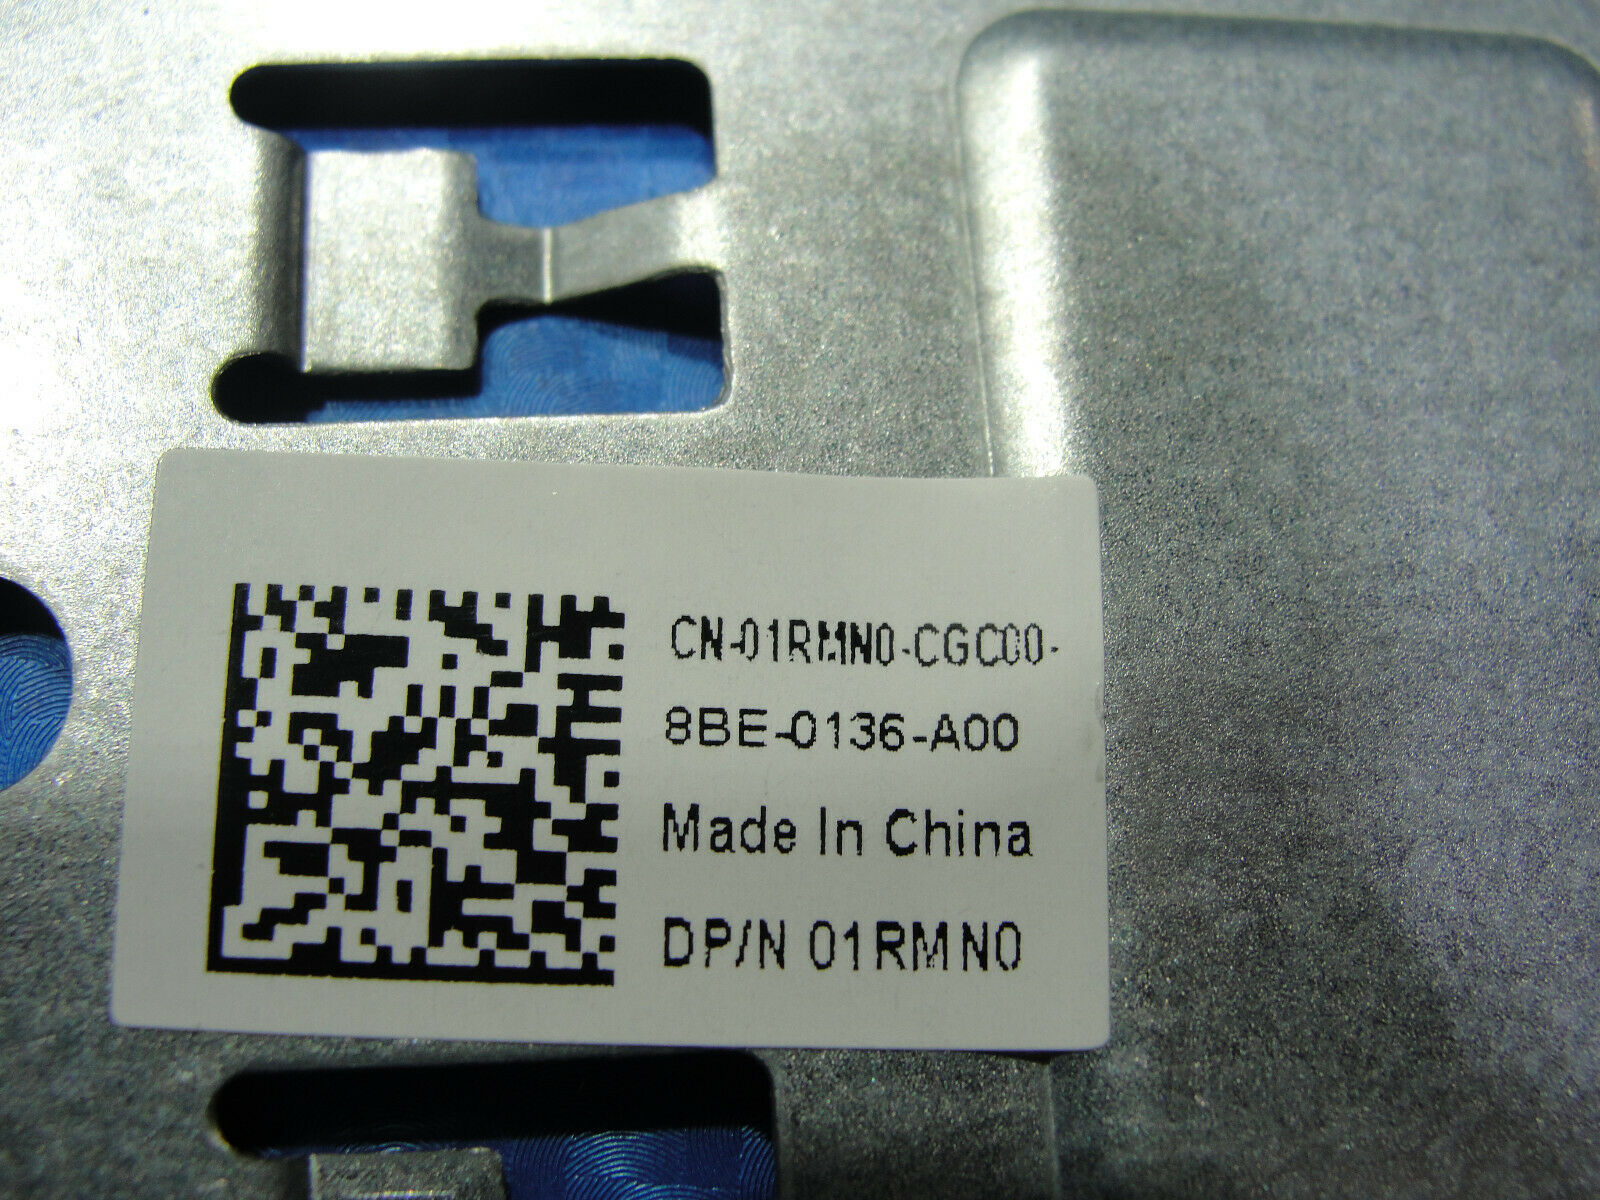 CN-01RMN0-CGC00-
8BE-0136-A00
Made In China
DP/N 01RMN0